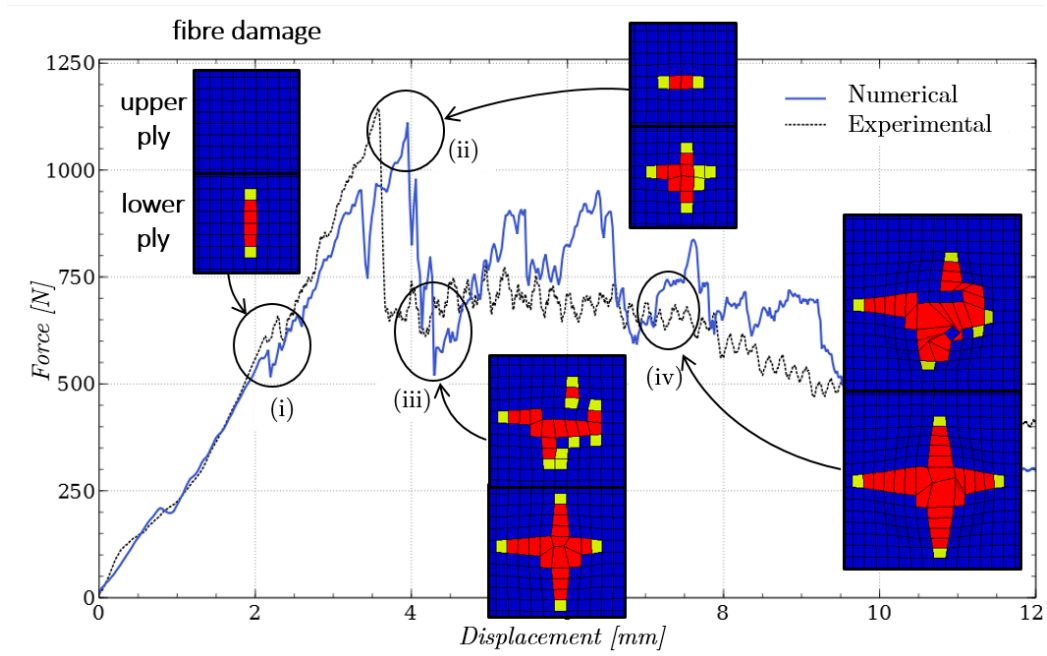 fibre damage
upper
ply
lower
ply
Numerical
Experimental
(i)
(ii)
(iii)
(iv)
Force [N]
1250
1000
750
500
250
0
0 2 4 6 8 10 12
Displacement [mm]